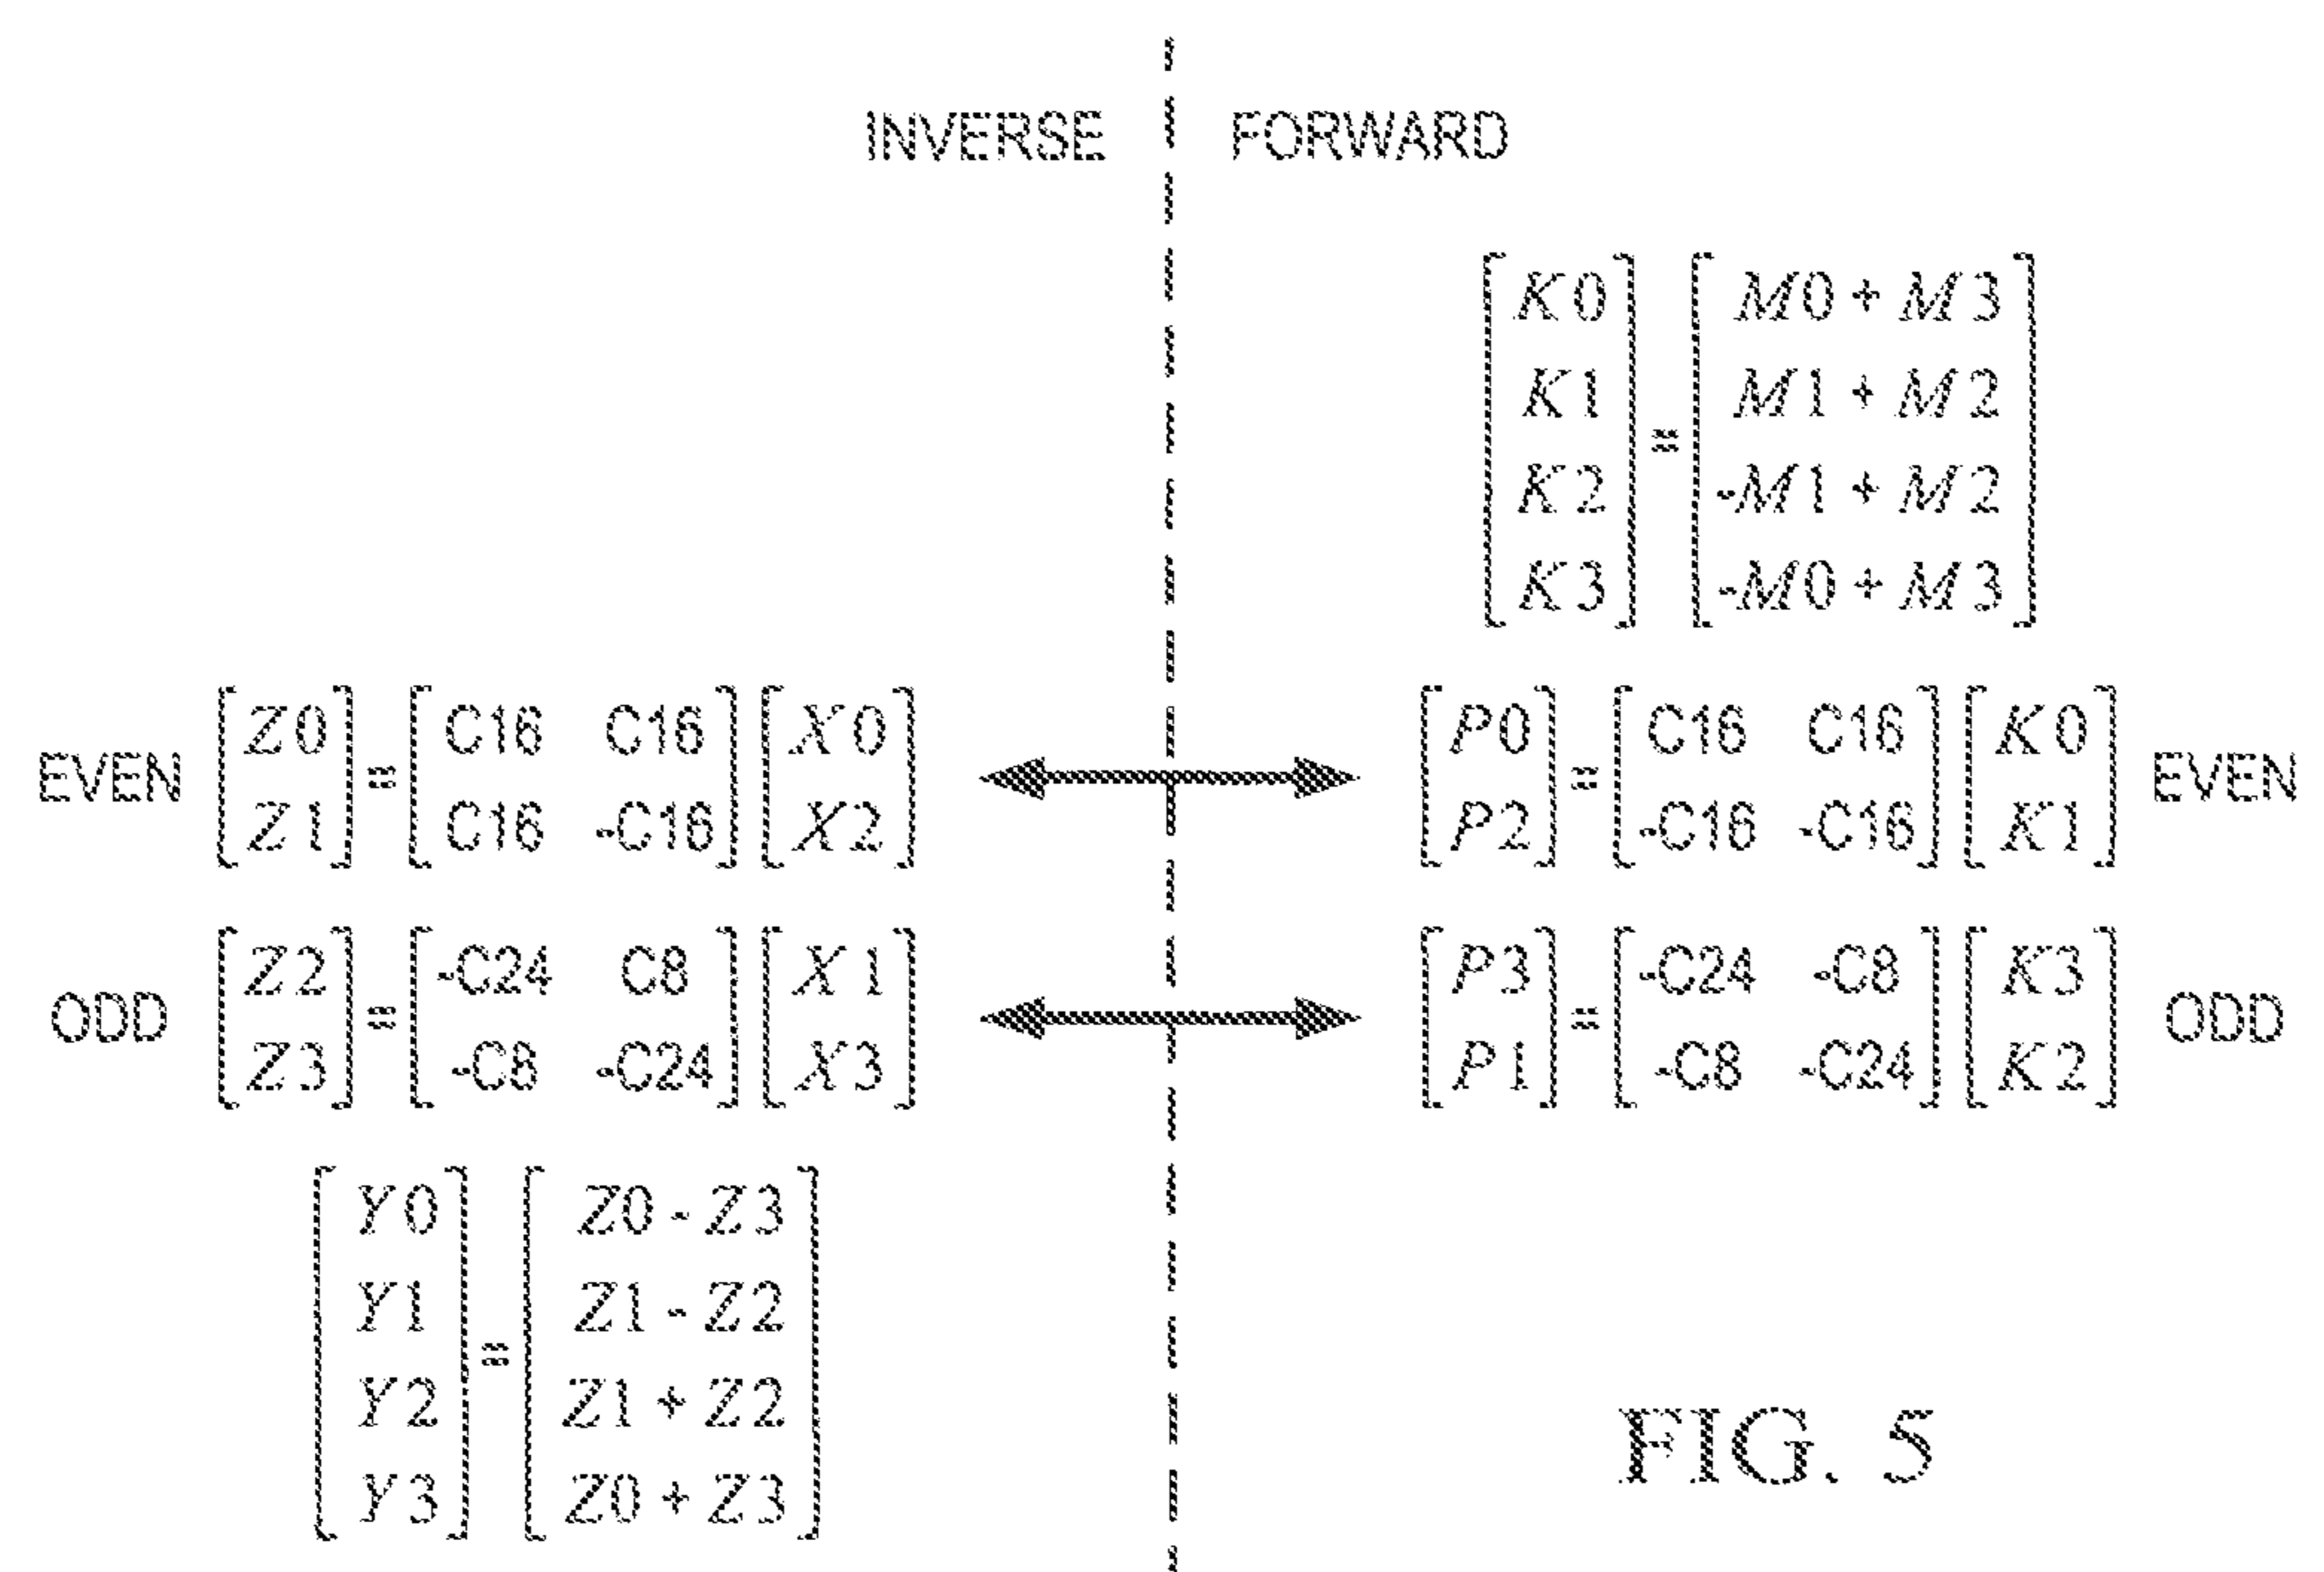 INVERSE FORWARD
[K0] = [M0 + M3]
[K1] [M1 + M2]
[K2] [-M1 + M2]
[K3] [-M0 + M3]
EVEN [Z0] = [C16 C16] [X0]
[Z1] [C16 -C16] [X2]
[P0] = [C16 C16] [K0] EVEN
[P2] [-C16 -C16] [K1]
ODD [Z2] = [-C24 C8] [X1]
[Z3] [-C8 -C24] [X3]
[P3] = [-C24 -C8] [K3] ODD
[P1] [-C8 -C24] [K2]
[Y0] = [Z0 - Z3]
[Y1] [Z1 - Z2]
[Y2] [Z1 + Z2]
[Y3] [Z0 + Z3]
FIG. 5